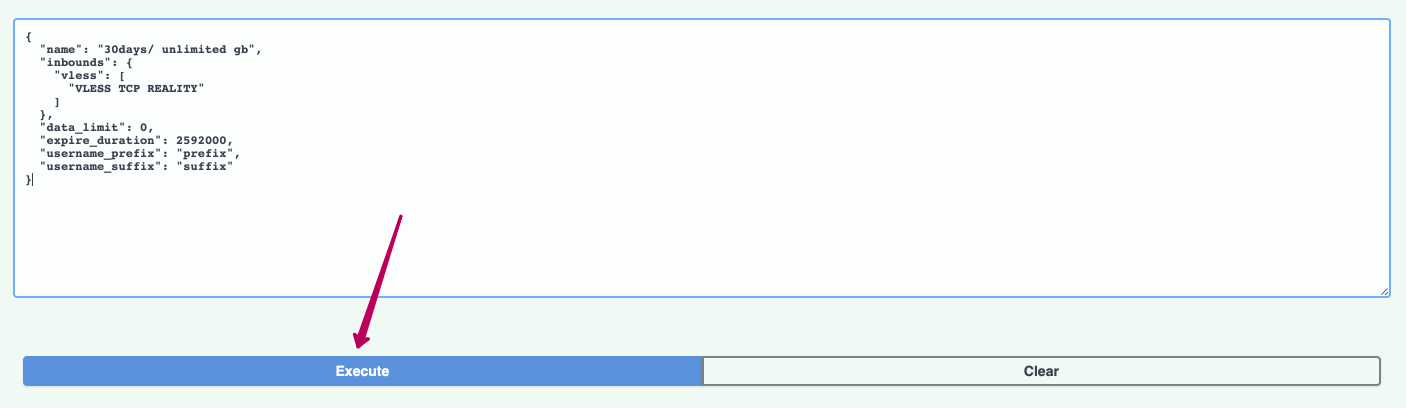 {
  "name": "30days/ unlimited gb",
  "inbounds": {
    "vless": [
      "VLESS TCP REALITY"
    ]
  },
  "data_limit": 0,
  "expire_duration": 2592000,
  "username_prefix": "prefix",
  "username_suffix": "suffix"
}
Execute
Clear